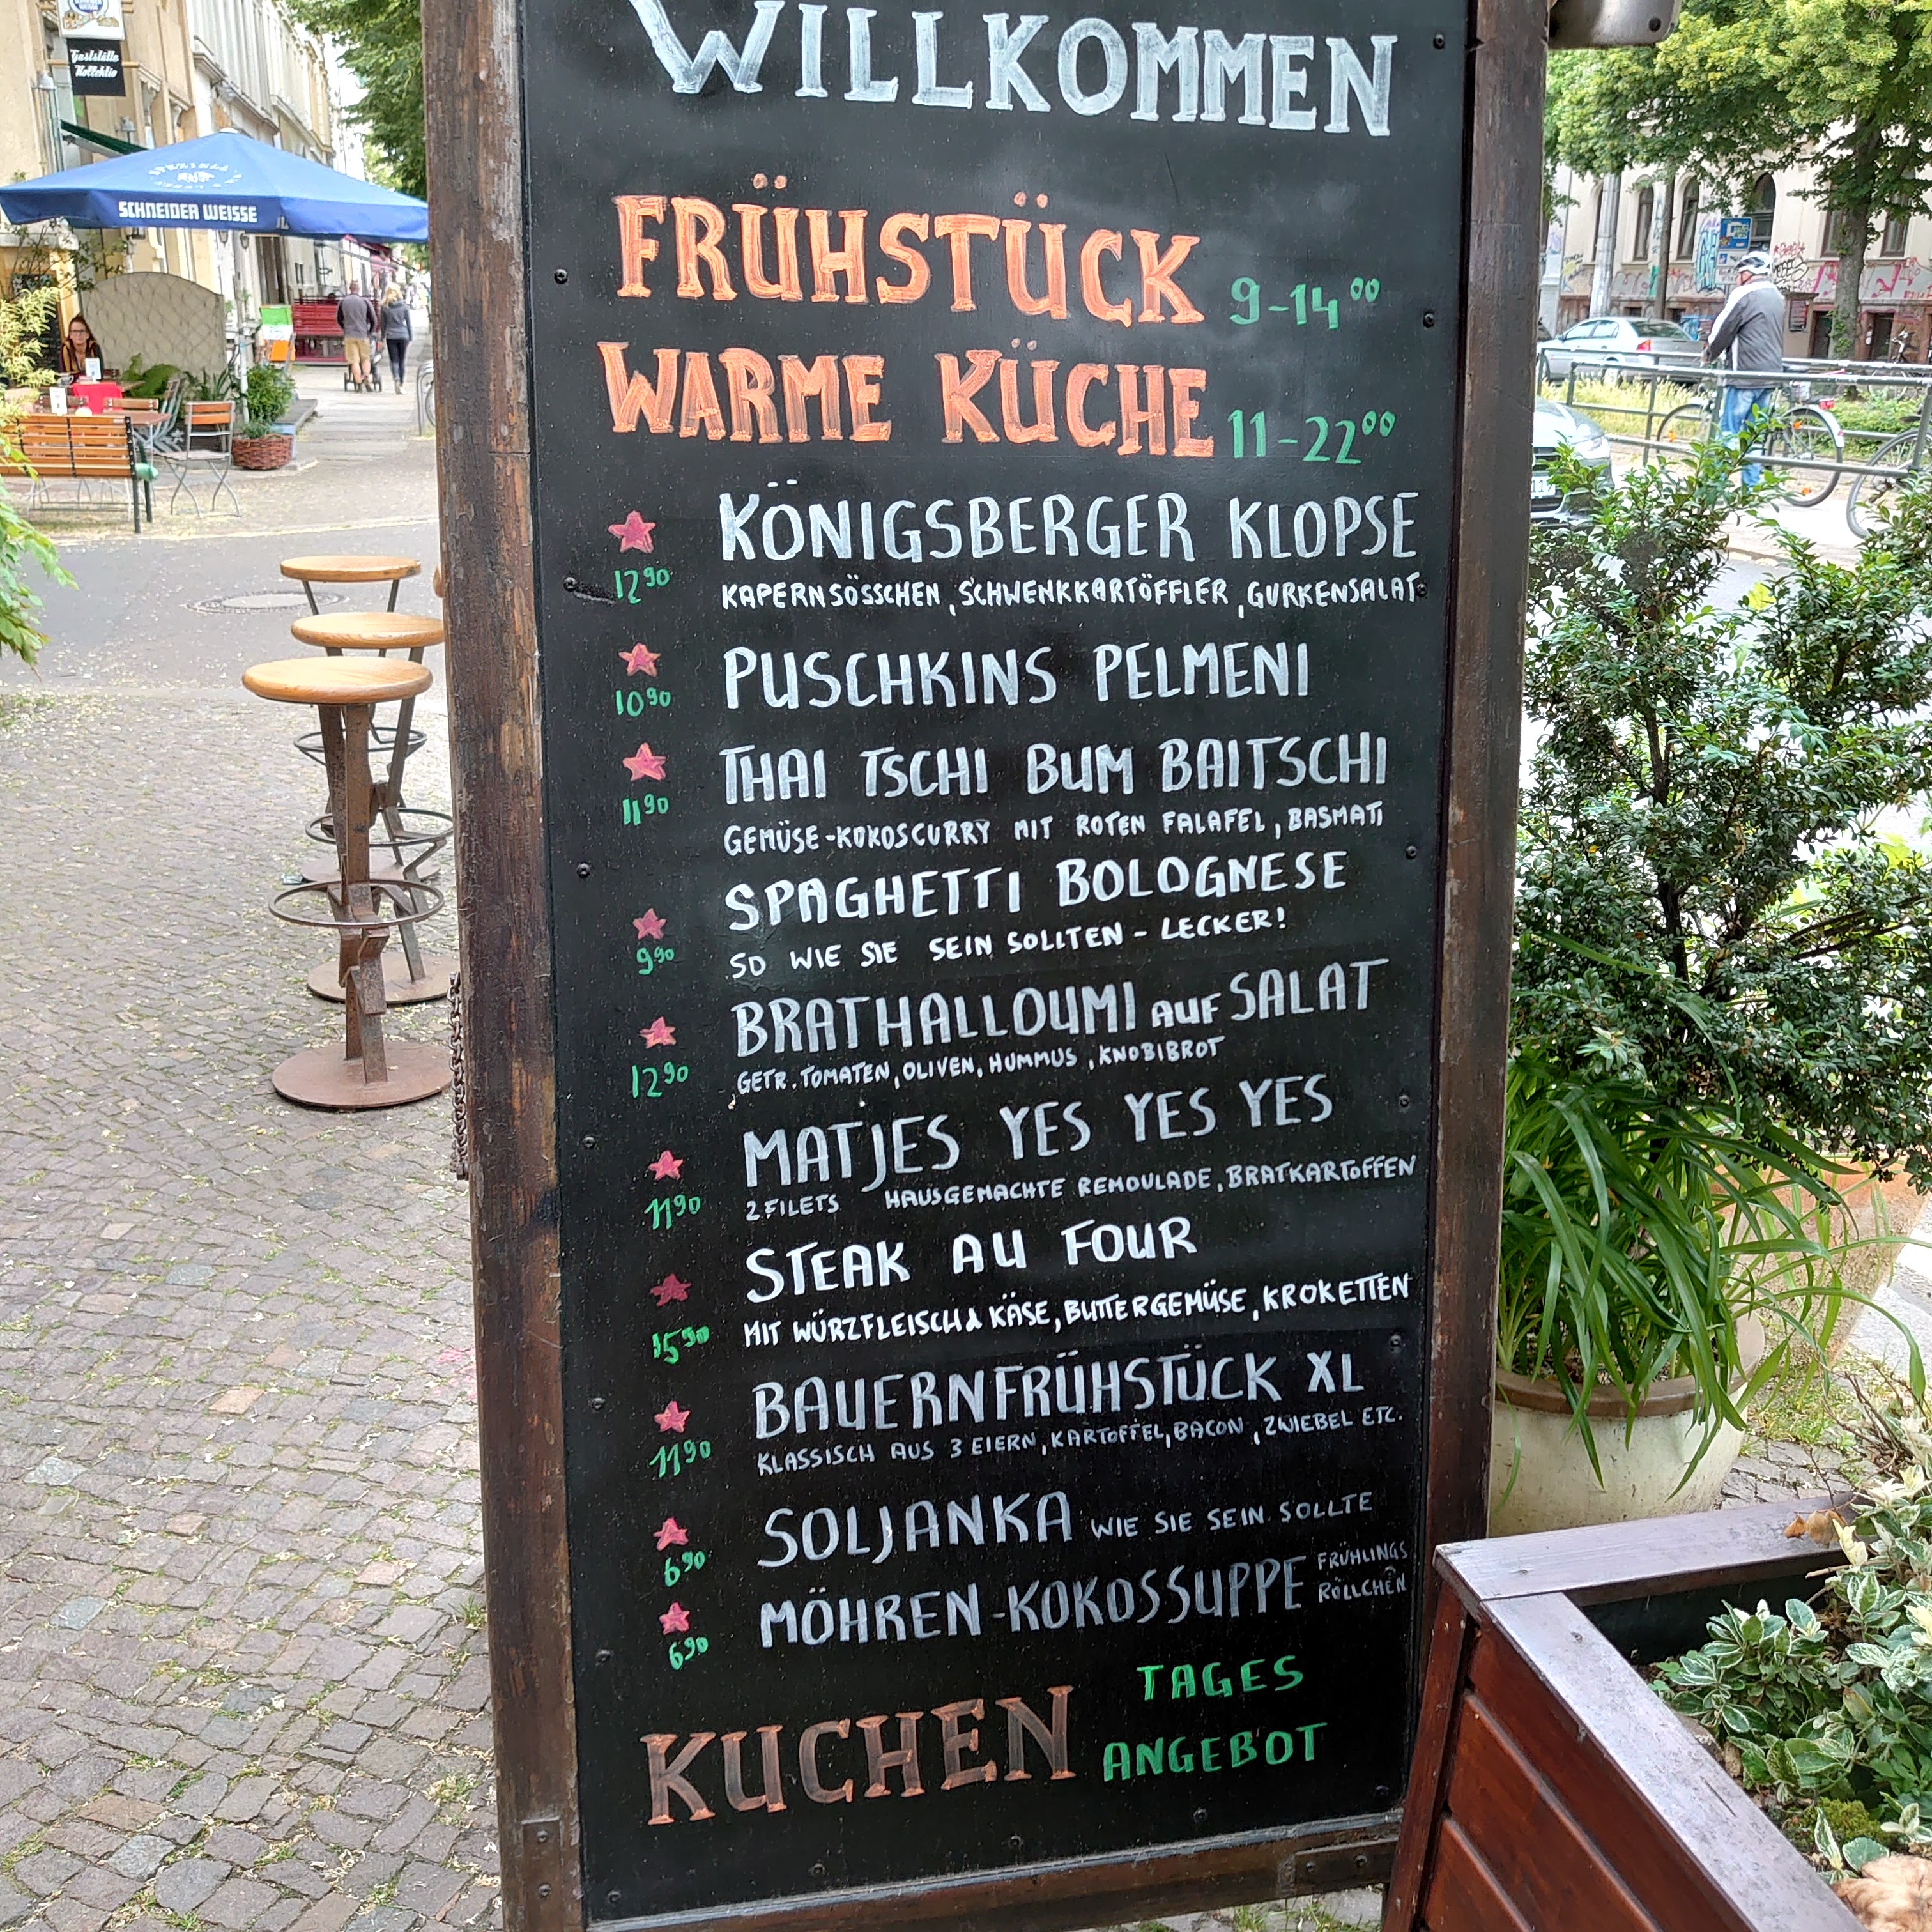 Gaststätte
Kollektiv
SCHNEIDER WEISSE
WILLKOMMEN
FRÜHSTÜCK 9-14⁰⁰
WARME KÜCHE 11-22⁰⁰
KÖNIGSBERGER KLOPSE
12⁹⁰ KAPERNSÖSSCHEN, SCHWENKKARTÖFFLER, GURKENSALAT
PUSCHKINS PELMENI
10⁹⁰
THAI TSCHI BUM BAITSCHI
11⁹⁰ GEMÜSE-KOKOSCURRY MIT ROTEN FALAFEL, BASMATI
SPAGHETTI BOLOGNESE
9⁹⁰ SO WIE SIE SEIN SOLLTEN - LECKER!
BRATHALLOUMI AUF SALAT
12⁹⁰ GETR. TOMATEN, OLIVEN, HUMMUS, KNOBIBROT
MATJES YES YES YES
11⁹⁰ 2 FILETS HAUSGEMACHTE REMOULADE, BRATKARTOFFEN
STEAK AU FOUR
15⁹⁰ MIT WÜRZFLEISCH & KÄSE, BUTTERGEMÜSE, KROKETTEN
BAUERNFRÜHSTÜCK XL
11⁹⁰ KLASSISCH AUS 3 EIERN, KARTOFFEL, BACON, ZWIEBEL ETC.
SOLJANKA WIE SIE SEIN SOLLTE
6⁹⁰
MÖHREN-KOKOSSUPPE FRÜHLINGS
RÖLLCHEN
6⁹⁰
KUCHEN TAGES
ANGEBOT